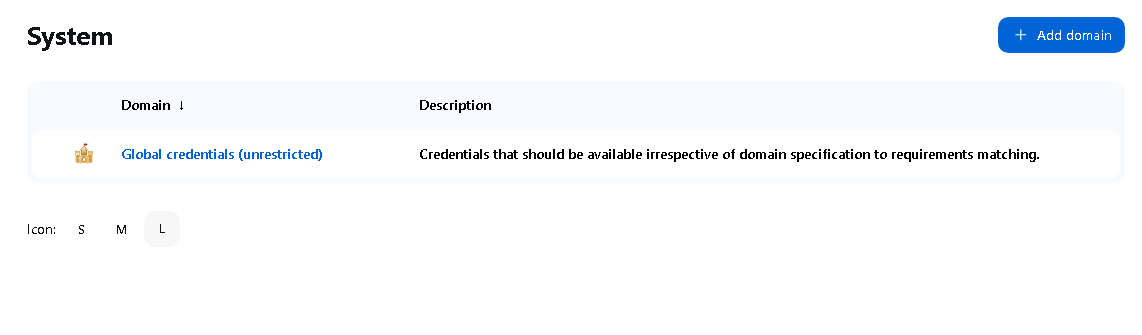 System
+ Add domain
Domain ↓ Description
Global credentials (unrestricted) Credentials that should be available irrespective of domain specification to requirements matching.
Icon: S M L